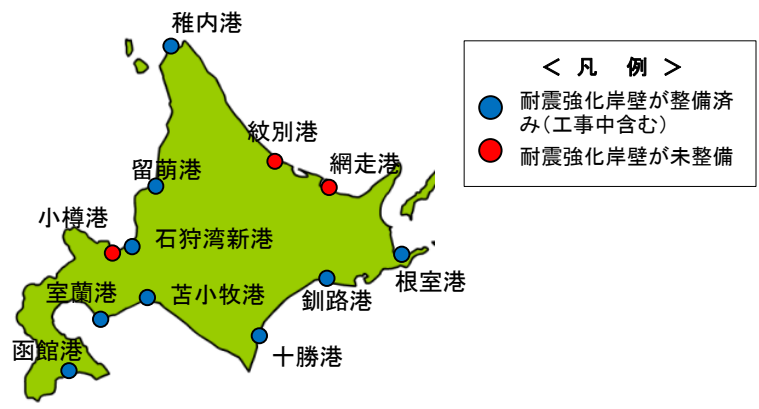 稚内港
紋別港
網走港
留萌港
小樽港
石狩湾新港
根室港
室蘭港
苫小牧港
釧路港
函館港
十勝港
＜ 凡　例 ＞
耐震強化岸壁が整備済
み（工事中含む）
耐震強化岸壁が未整備